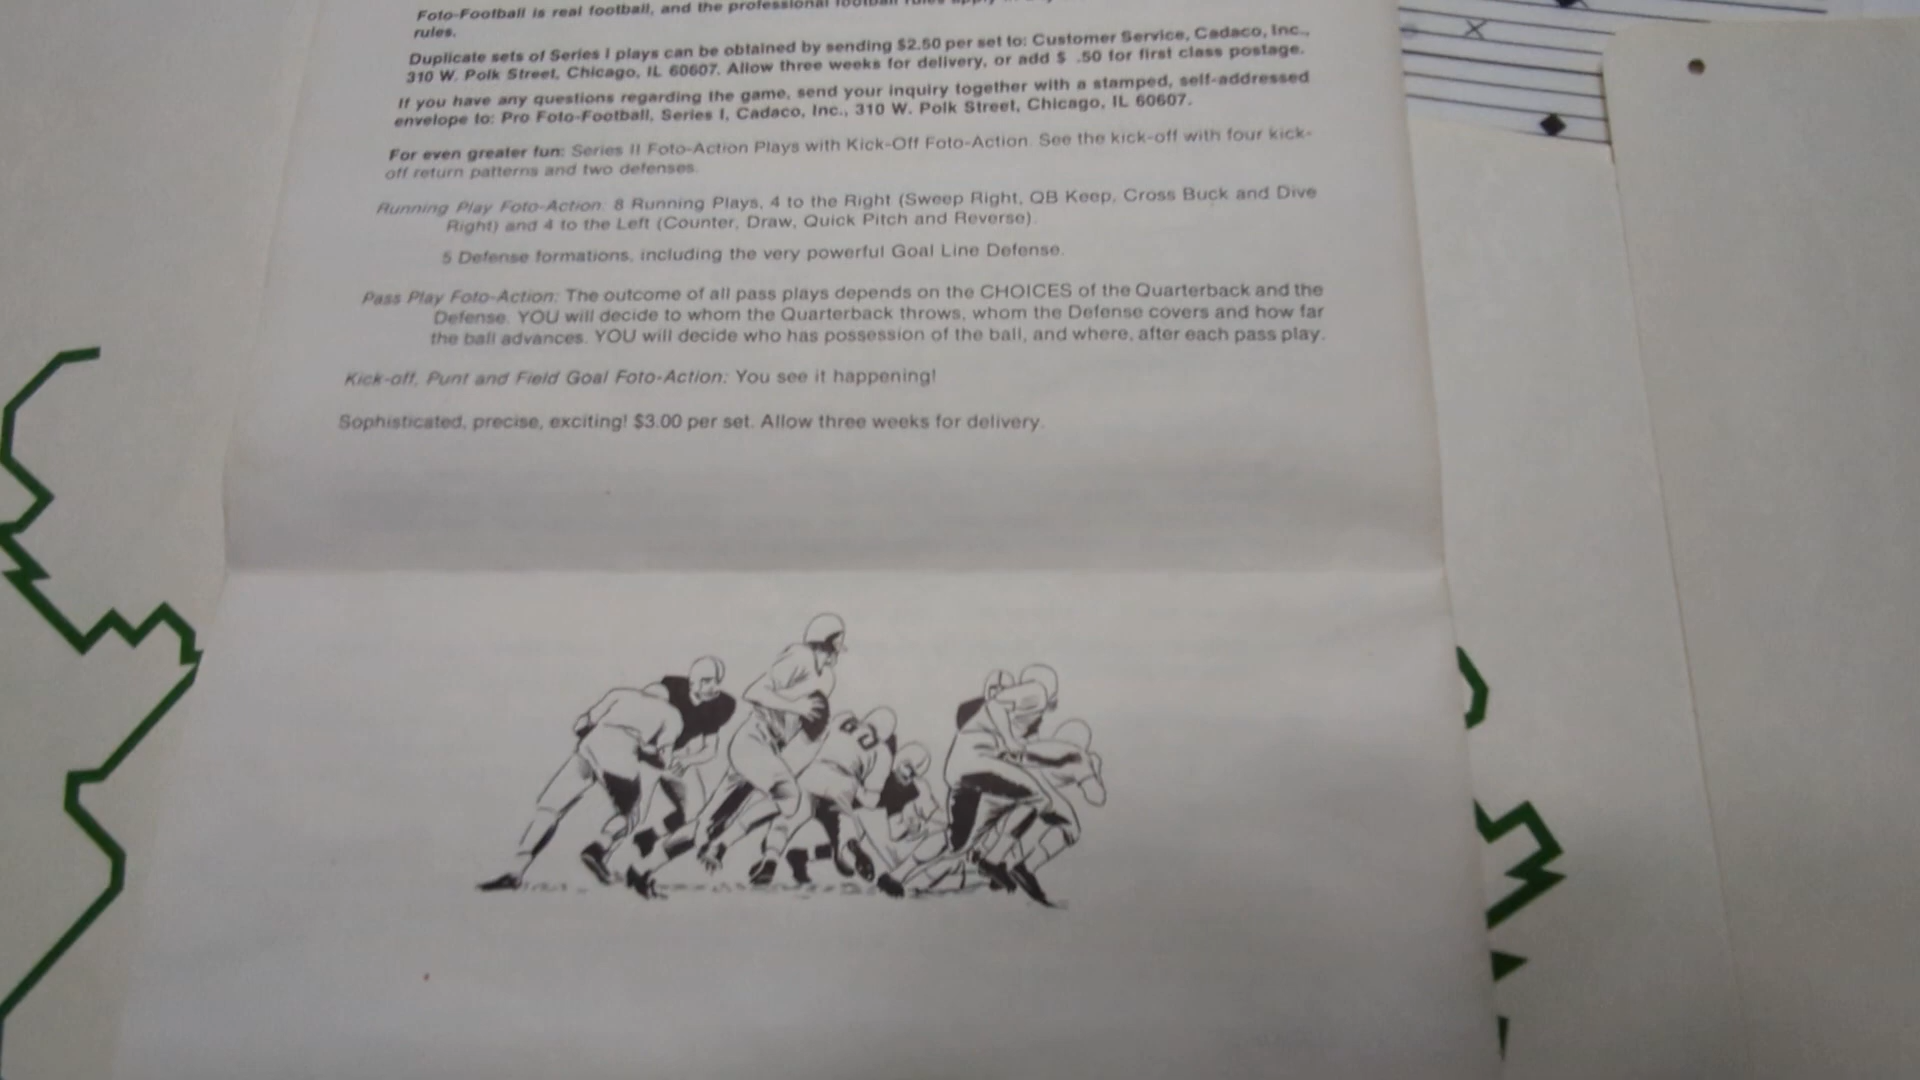 Foto-Football is real football, and the professional football rules apply in
rules.
Duplicate sets of Series I plays can be obtained by sending $2.50 per set to: Customer Service, Cadaco, Inc.,
310 W. Polk Street, Chicago, IL 60607. Allow three weeks for delivery, or add $ .50 for first class postage.
If you have any questions regarding the game, send your inquiry together with a stamped, self-addressed
envelope to: Pro Foto-Football, Series I, Cadaco, Inc., 310 W. Polk Street, Chicago, IL 60607.
For even greater fun: Series II Foto-Action Plays with Kick-Off Foto-Action. See the kick-off with four kick-
off return patterns and two defenses.
Running Play Foto-Action: 8 Running Plays, 4 to the Right (Sweep Right, QB Keep, Cross Buck and Dive
Right) and 4 to the Left (Counter, Draw, Quick Pitch and Reverse).
5 Defense formations, including the very powerful Goal Line Defense.
Pass Play Foto-Action: The outcome of all pass plays depends on the CHOICES of the Quarterback and the
Defense. YOU will decide to whom the Quarterback throws, whom the Defense covers and how far
the ball advances. YOU will decide who has possession of the ball, and where, after each pass play.
Kick-off, Punt and Field Goal Foto-Action: You see it happening!
Sophisticated, precise, exciting! $3.00 per set. Allow three weeks for delivery.